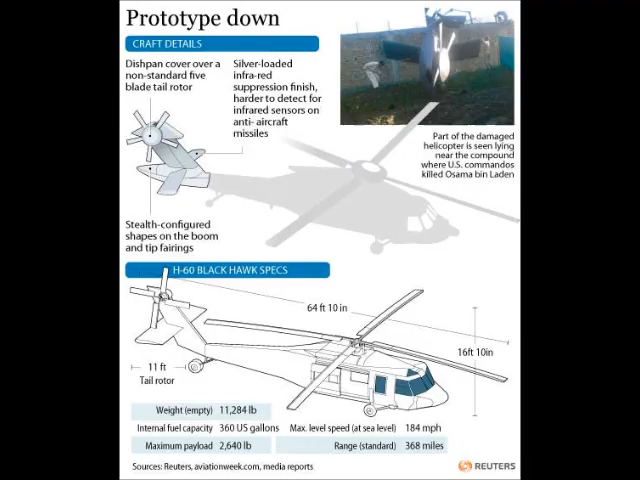 Prototype down
CRAFT DETAILS
Dishpan cover over a
non-standard five
blade tail rotor
Silver-loaded
infra-red
suppression finish,
harder to detect for
infrared sensors on
anti- aircraft
missiles
Part of the damaged
helicopter is seen lying
near the compound
where U.S. commandos
killed Osama bin Laden
Stealth-configured
shapes on the boom
and tip fairings
H-60 BLACK HAWK SPECS
64 ft 10 in
16ft 10in
11 ft
Tail rotor
Weight (empty) 11,284 lb
Internal fuel capacity 360 US gallons Max. level speed (at sea level) 184 mph
Maximum payload 2,640 lb Range (standard) 368 miles
Sources: Reuters, aviationweek.com, media reports
REUTERS